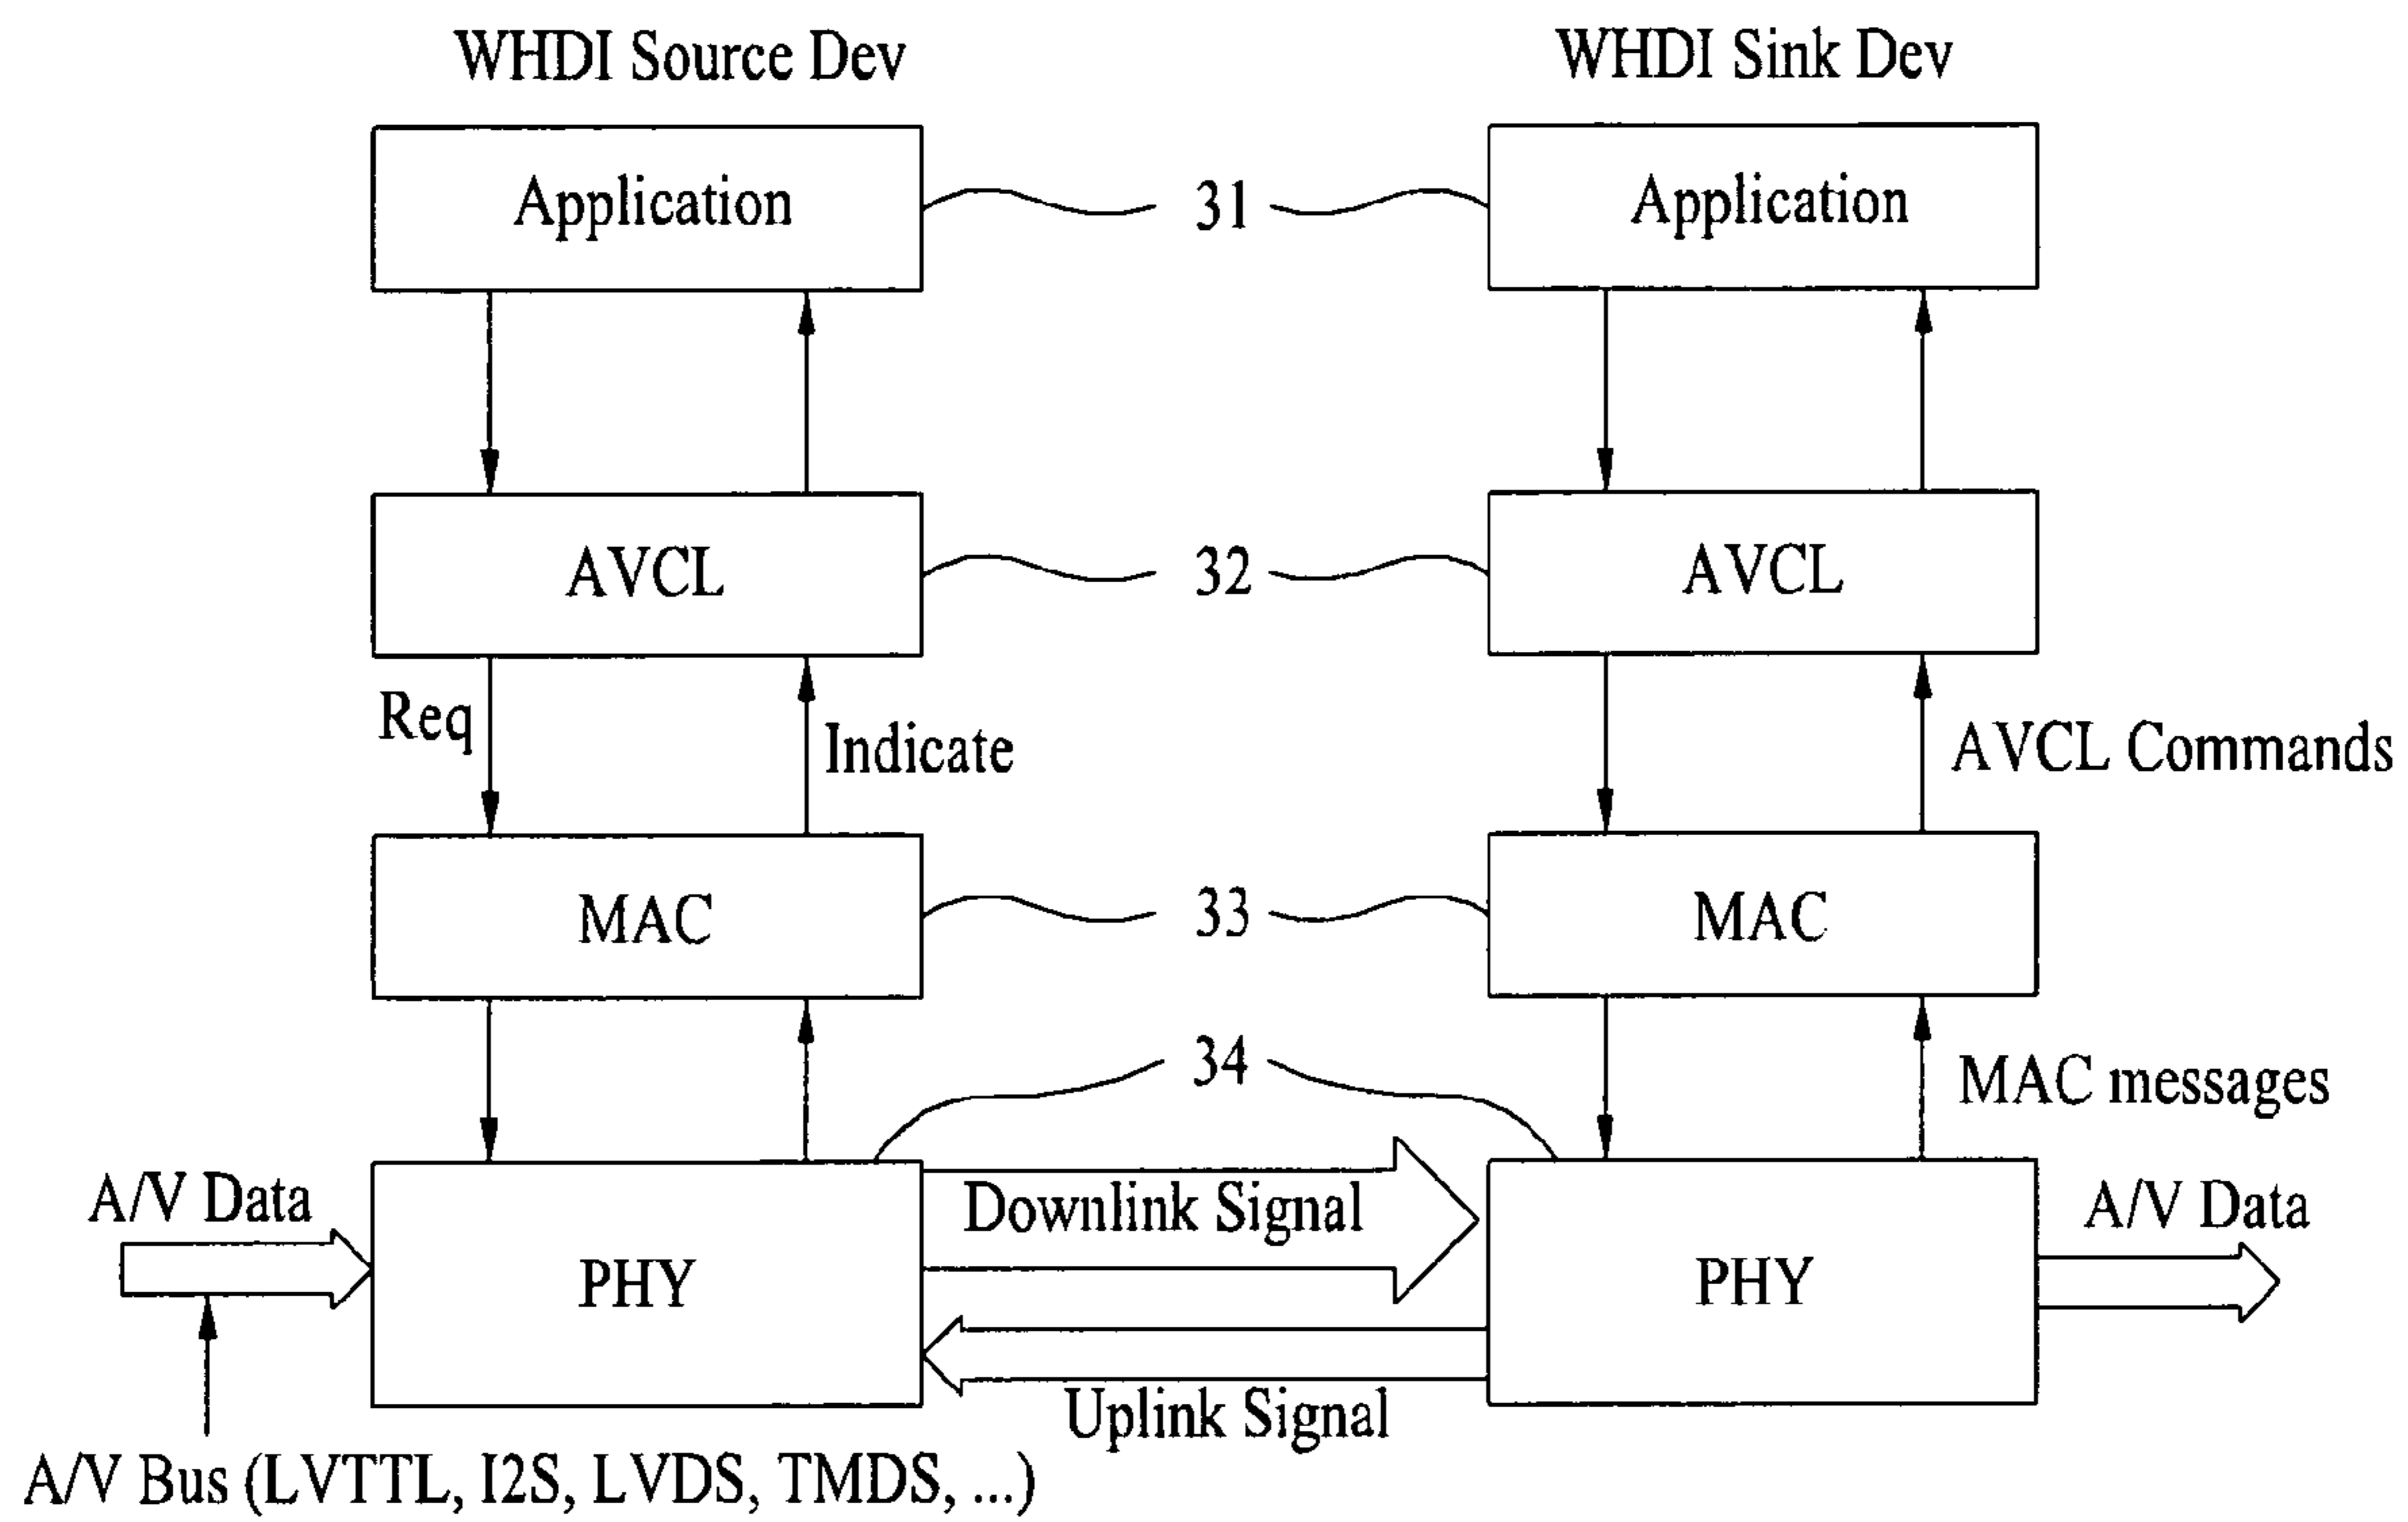 WHDI Source Dev
WHDI Sink Dev
Application
31
Application
AVCL
32
AVCL
Req
Indicate
AVCL Commands
MAC
33
MAC
34
MAC messages
A/V Data
Downlink Signal
A/V Data
PHY
PHY
Uplink Signal
A/V Bus (LVTTL, I2S, LVDS, TMDS, ...)